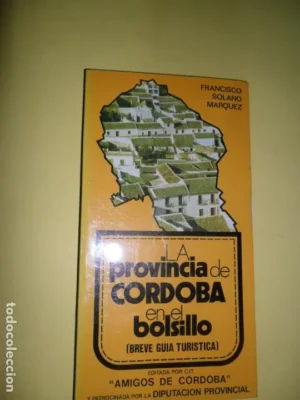 FRANCISCO
SOLANO
MARQUEZ
LA
provincia de
CORDOBA
en el
bolsillo
(BREVE GUIA TURISTICA)
EDITADA POR CIT
"AMIGOS DE CORDOBA"
Y PATROCINADA POR LA DIPUTACION PROVINCIAL
todocoleccion